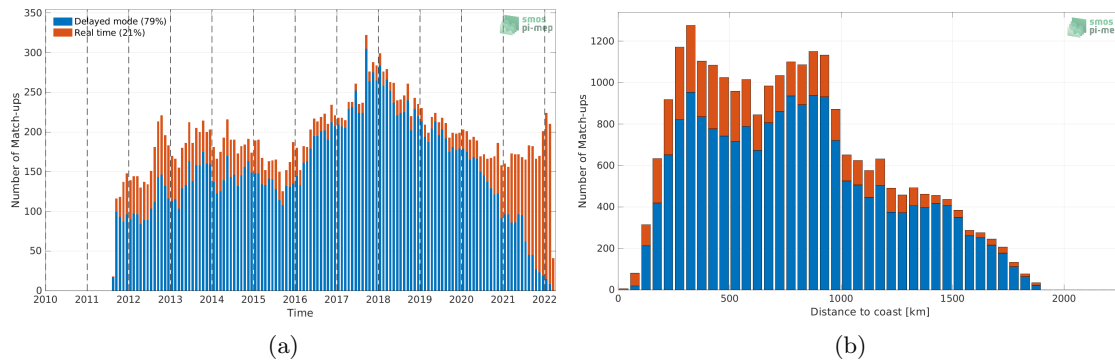 Delayed mode (79%)
Real time (21%)
smos
pi-mep
350
300
250
200
150
100
50
0
Number of Match-ups
2010 2011 2012 2013 2014 2015 2016 2017 2018 2019 2020 2021 2022
Time
(a)
smos
pi-mep
1200
1000
800
600
400
200
0
Number of Match-ups
0 500 1000 1500 2000
Distance to coast [km]
(b)